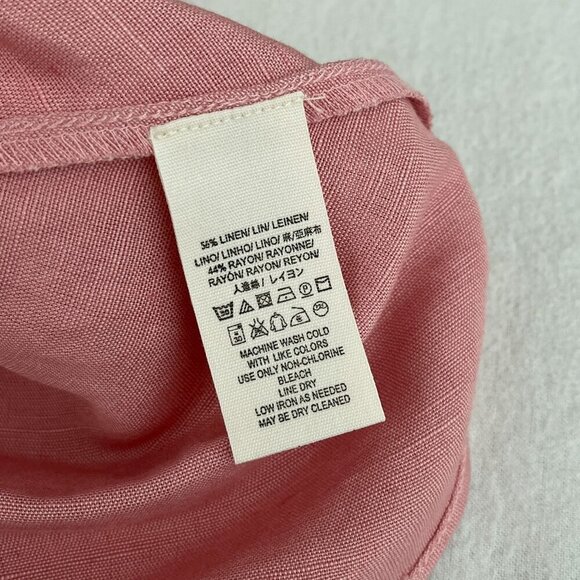 56% LINEN/ LIN/ LEINEN/
LINO/ LINHO/ LINO/ 麻/亞麻布
44% RAYON/ RAYONNE/
RAYÓN/ RAYON/ REYON/
人造絲/ レイヨン
MACHINE WASH COLD
WITH LIKE COLORS
USE ONLY NON-CHLORINE
BLEACH
LINE DRY
LOW IRON AS NEEDED
MAY BE DRY CLEANED